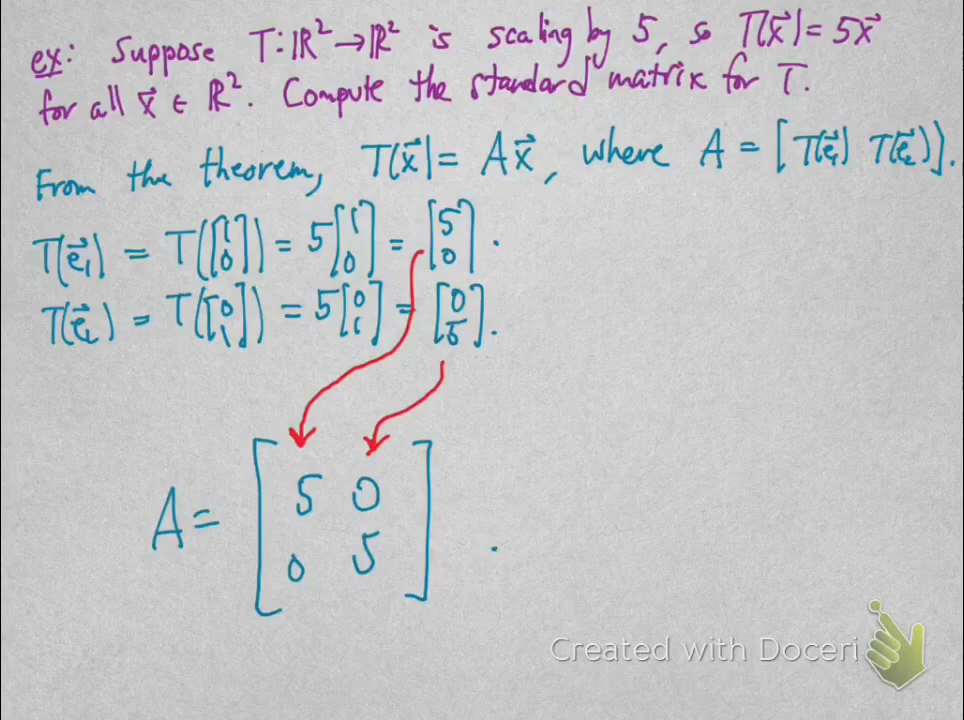 ex: Suppose T: ℝ² → ℝ² is scaling by 5, so T(x⃗) = 5x⃗
for all x⃗ ∈ ℝ². Compute the standard matrix for T.
From the theorem, T(x⃗) = Ax⃗, where A = [T(e⃗₁) T(e⃗₂)].
T(e⃗₁) = T([1 0]) = 5[1 0] = [5 0].
T(e⃗₂) = T([0 1]) = 5[0 1] = [0 5].
A = [5 0
0 5].
Created with Doceri